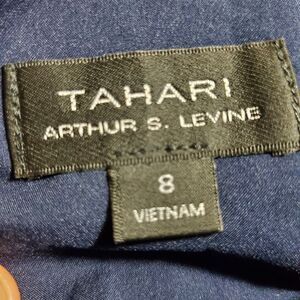 TAHARI
ARTHUR S. LEVINE
8
VIETNAM